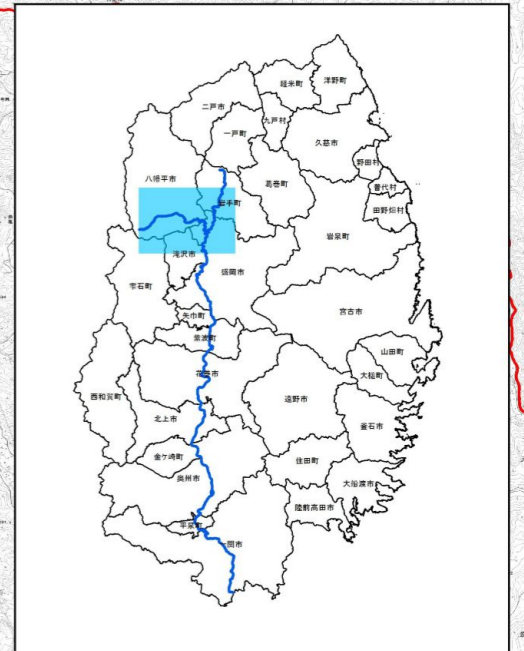 軽米町
洋野町
二戸市
一戸町
九戸村
久慈市
野田村
八幡平市
葛巻町
普代村
岩手町
田野畑村
岩泉町
滝沢市
盛岡市
雫石町
宮古市
矢巾町
紫波町
山田町
大槌町
花巻市
西和賀町
遠野市
北上市
釜石市
金ケ崎町
住田町
奥州市
大船渡市
陸前高田市
平泉町
一関市